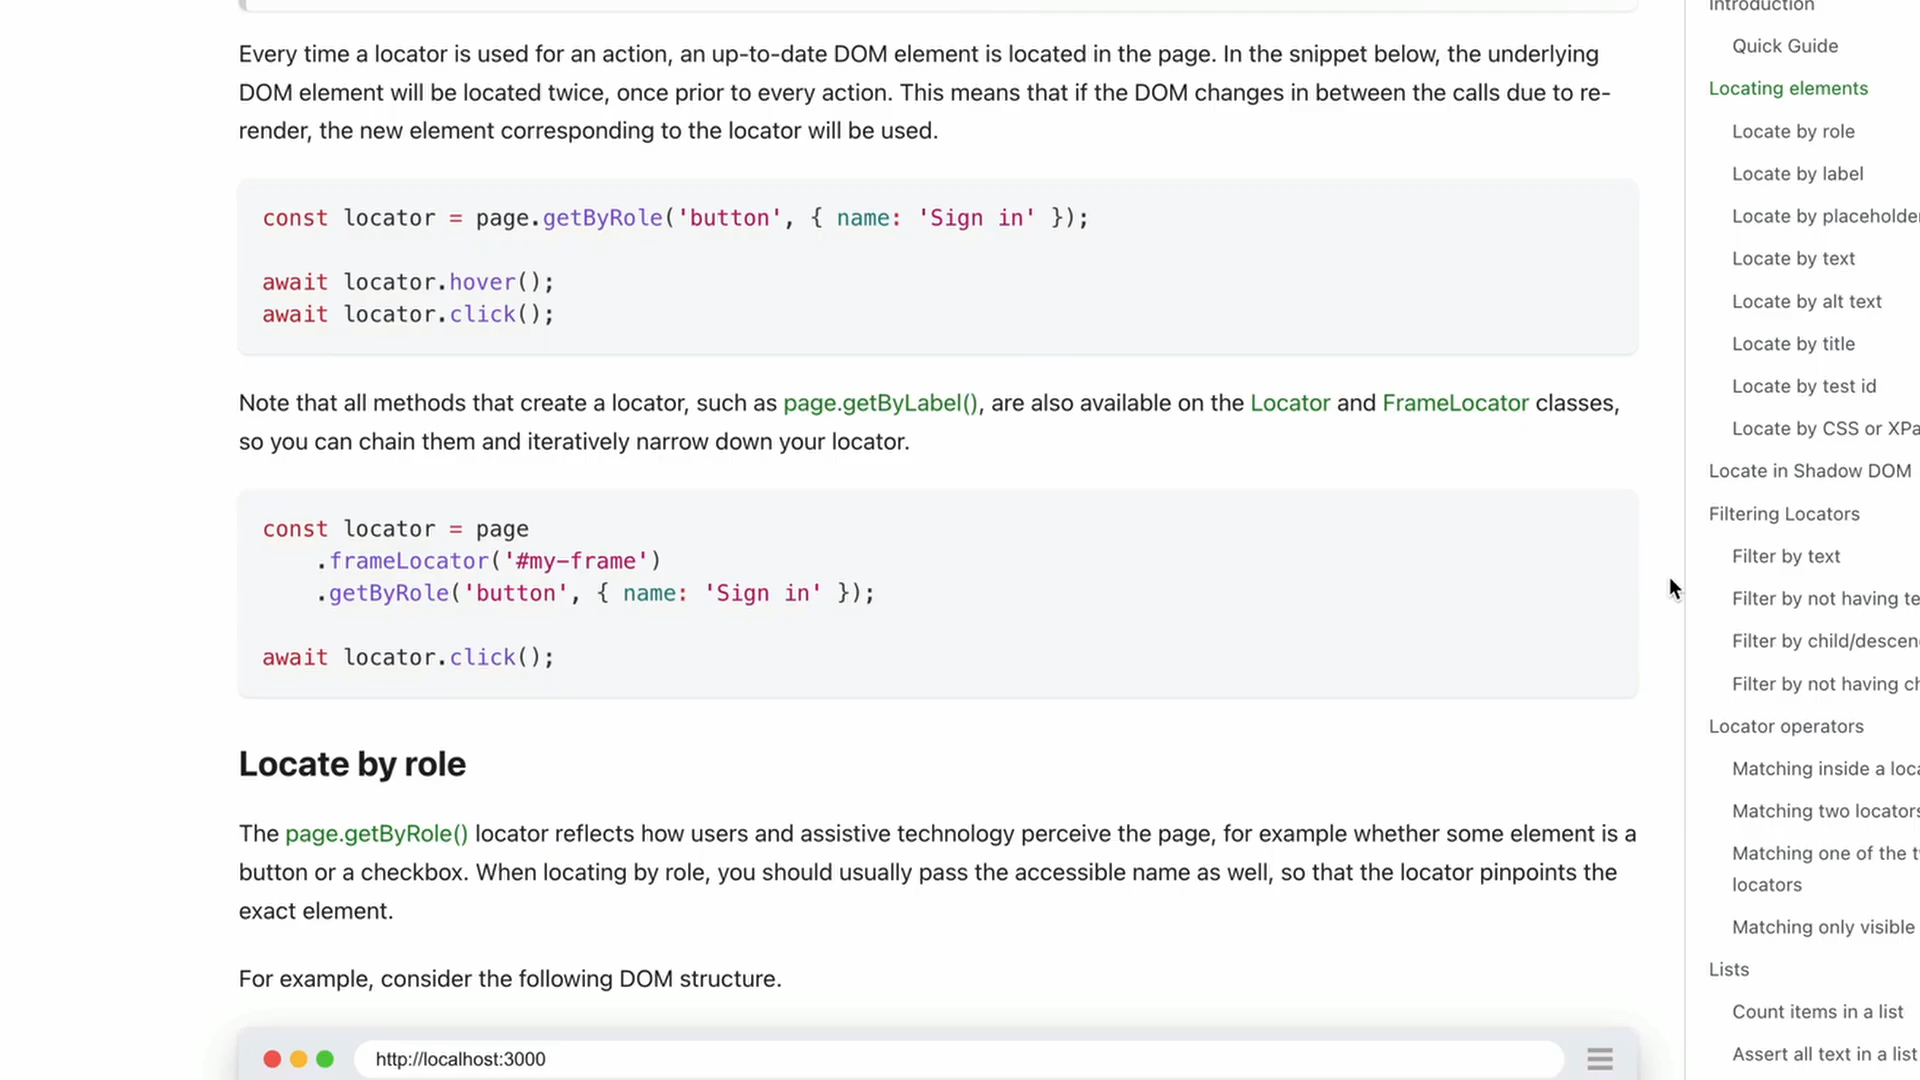 Every time a locator is used for an action, an up-to-date DOM element is located in the page. In the snippet below, the underlying
DOM element will be located twice, once prior to every action. This means that if the DOM changes in between the calls due to re-
render, the new element corresponding to the locator will be used.
const locator = page.getByRole('button', { name: 'Sign in' });
await locator.hover();
await locator.click();
Note that all methods that create a locator, such as page.getByLabel(), are also available on the Locator and FrameLocator classes,
so you can chain them and iteratively narrow down your locator.
const locator = page
    .frameLocator('#my-frame')
    .getByRole('button', { name: 'Sign in' });
await locator.click();
Locate by role
The page.getByRole() locator reflects how users and assistive technology perceive the page, for example whether some element is a
button or a checkbox. When locating by role, you should usually pass the accessible name as well, so that the locator pinpoints the
exact element.
For example, consider the following DOM structure.
http://localhost:3000
Introduction
Quick Guide
Locating elements
Locate by role
Locate by label
Locate by placeholder
Locate by text
Locate by alt text
Locate by title
Locate by test id
Locate by CSS or XPa
Locate in Shadow DOM
Filtering Locators
Filter by text
Filter by not having te
Filter by child/descen
Filter by not having ch
Locator operators
Matching inside a loca
Matching two locators
Matching one of the t
locators
Matching only visible
Lists
Count items in a list
Assert all text in a list